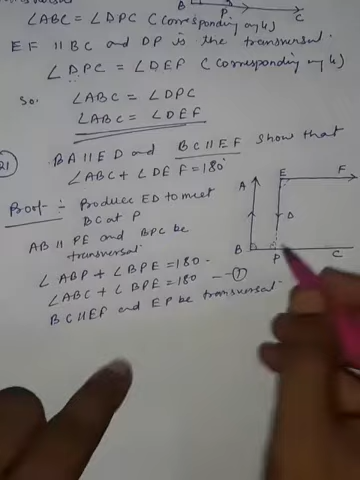 B P C
∠ABC = ∠DPC (Corresponding ang ∠s)
EF ∥ BC and DP is the transversal.
∠DPC = ∠DEF (Corresponding ang ∠s)
So. ∠ABC = ∠DPC
∠ABC = ∠DEF
21 BA ∥ ED and BC ∥ EF show that
∠ABC + ∠DEF = 180°
Proof :- Produce ED to meet
BC at P
AB ∥ PE and BPC be
transversal.
∠ABP + ∠BPE = 180 -
∠ABC + ∠BPE = 180 --①
BC ∥ EF and EP be transversal.
A E F
D
B P C